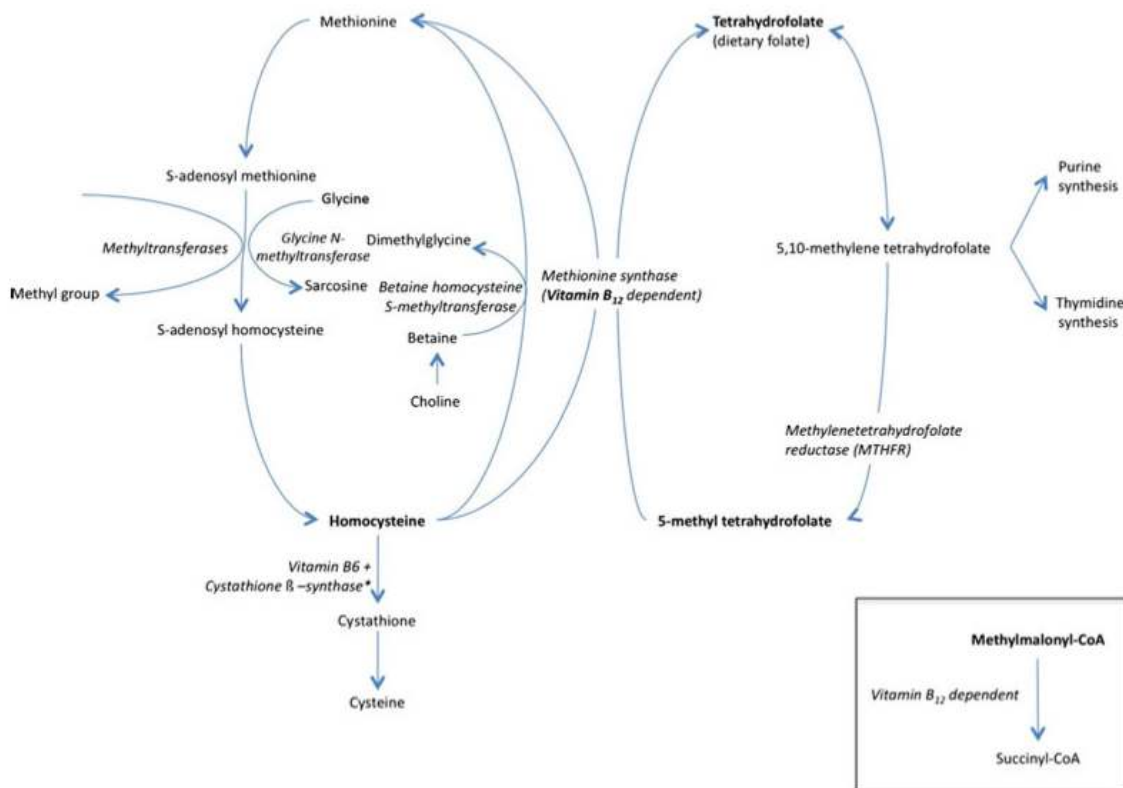 Methionine
Tetrahydrofolate
(dietary folate)
S-adenosyl methionine
Glycine
Methyltransferases
Glycine N-
methyltransferase
Dimethylglycine
Methyl group
Sarcosine
Betaine homocysteine
S-methyltransferase
Methionine synthase
(Vitamin B12 dependent)
5,10-methylene tetrahydrofolate
Purine
synthesis
Thymidine
synthesis
S-adenosyl homocysteine
Betaine
Choline
Methylenetetrahydrofolate
reductase (MTHFR)
Homocysteine
5-methyl tetrahydrofolate
Vitamin B6 +
Cystathione ß –synthase*
Cystathione
Cysteine
Methylmalonyl-CoA
Vitamin B12 dependent
Succinyl-CoA